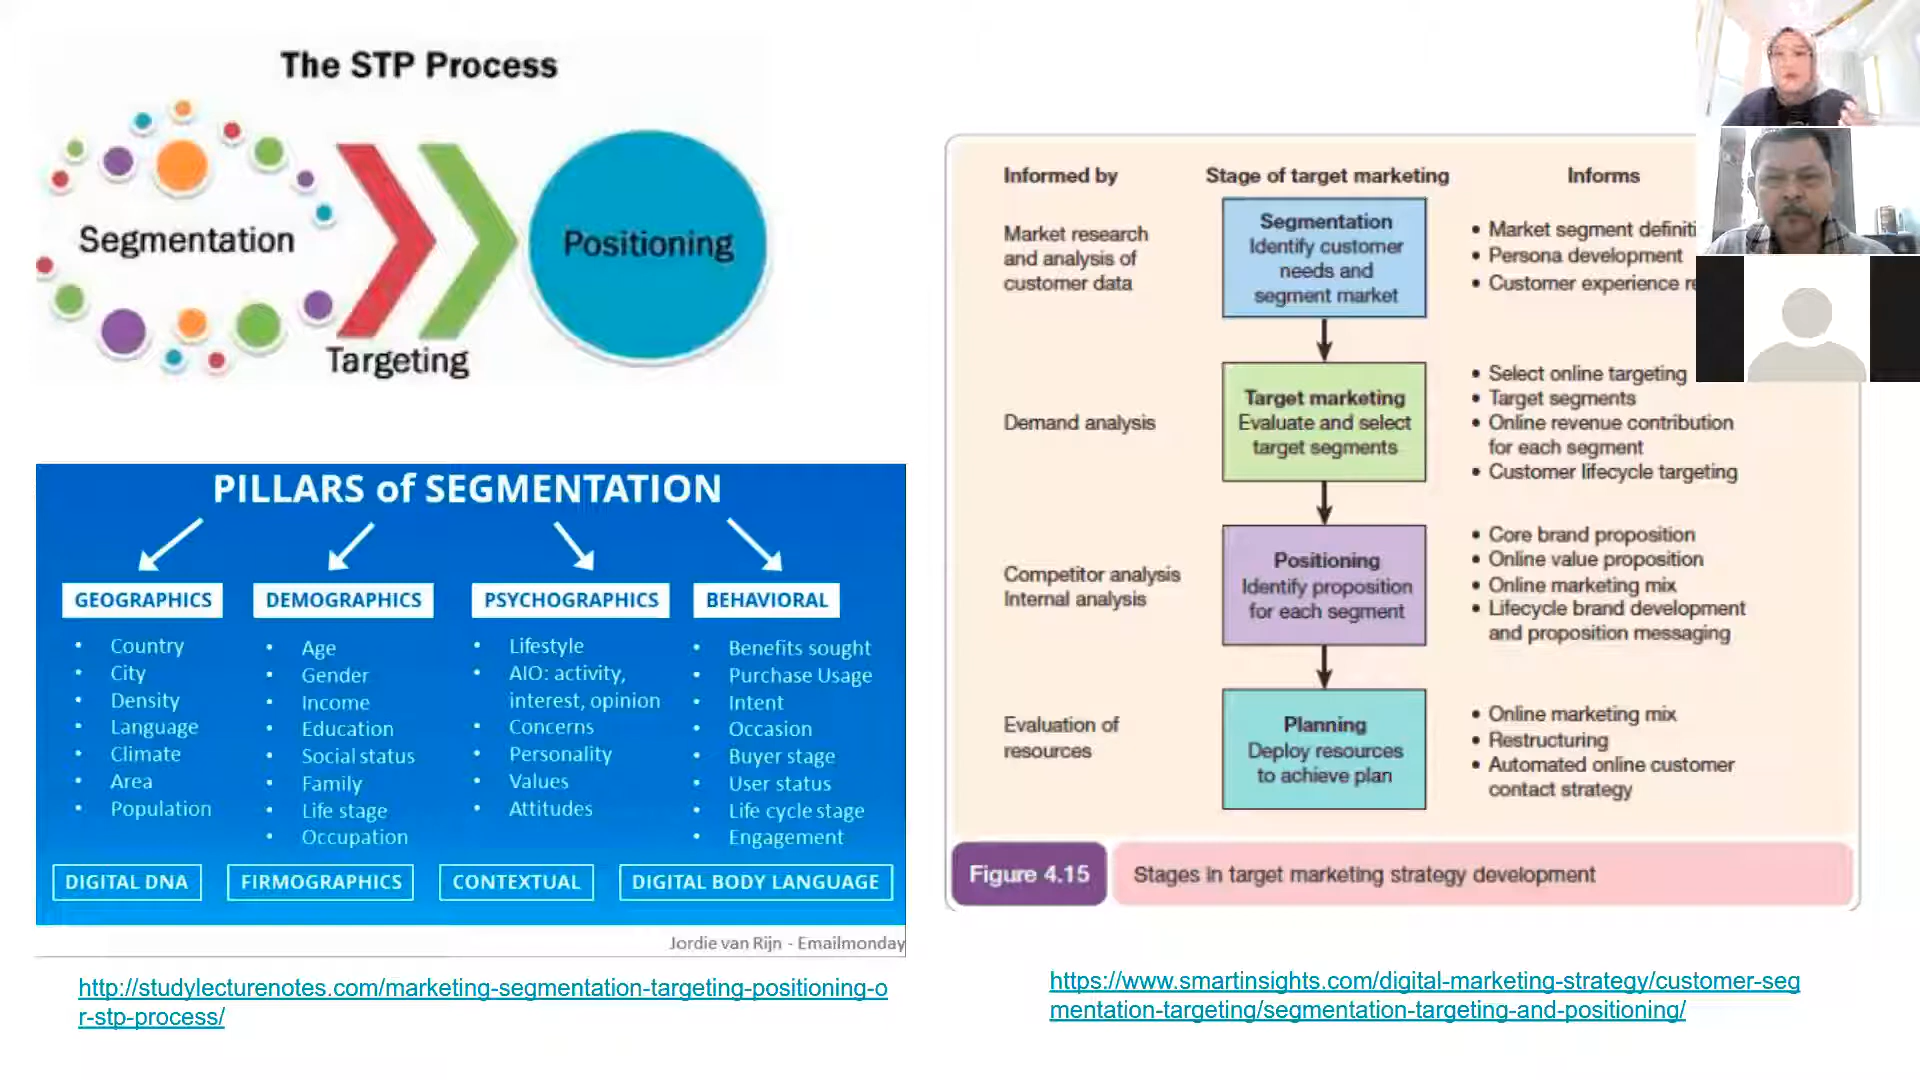 The STP Process
Segmentation
Targeting
Positioning
PILLARS of SEGMENTATION
GEOGRAPHICS
• Country
• City
• Density
• Language
• Climate
• Area
• Population
DEMOGRAPHICS
• Age
• Gender
• Income
• Education
• Social status
• Family
• Life stage
• Occupation
PSYCHOGRAPHICS
• Lifestyle
• AIO: activity,
interest, opinion
• Concerns
• Personality
• Values
• Attitudes
BEHAVIORAL
• Benefits sought
• Purchase Usage
• Intent
• Occasion
• Buyer stage
• User status
• Life cycle stage
• Engagement
DIGITAL DNA
FIRMOGRAPHICS
CONTEXTUAL
DIGITAL BODY LANGUAGE
Jordie van Rijn - Emailmonday
http://studylecturenotes.com/marketing-segmentation-targeting-positioning-o
r-stp-process/
Informed by
Stage of target marketing
Informs
Market research
and analysis of
customer data
Segmentation
Identify customer
needs and
segment market
• Market segment
• Persona development
• Customer experience
Demand analysis
Target marketing
Evaluate and select
target segments
• Select online targeting
• Target segments
• Online revenue contribution
for each segment
• Customer lifecycle targeting
Competitor analysis
Internal analysis
Positioning
Identify proposition
for each segment
• Core brand proposition
• Online value proposition
• Online marketing mix
• Lifecycle brand development
and proposition messaging
Evaluation of
resources
Planning
Deploy resources
to achieve plan
• Online marketing mix
• Restructuring
• Automated online customer
contact strategy
Figure 4.15
Stages in target marketing strategy development
https://www.smartinsights.com/digital-marketing-strategy/customer-seg
mentation-targeting/segmentation-targeting-and-positioning/